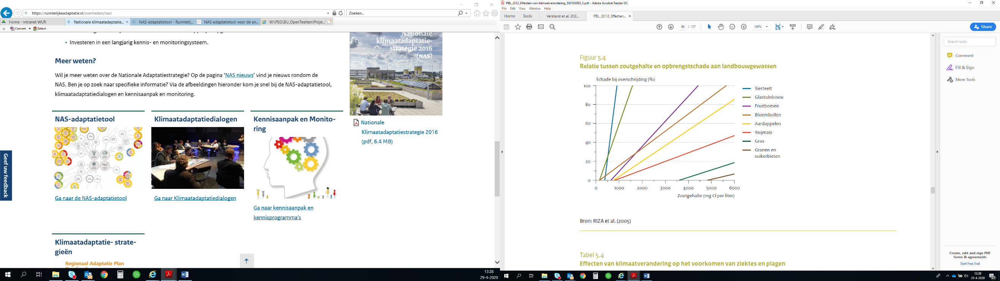 https://ruimtelijkeadaptatie.nl/overheden/nas/
Zoeken...
Home - Intranet WUR
Nationale klimaatadaptatie...
NAS-adaptatietool - Ruimtelij...
NAS adaptatietool voor de an...
W:\PSG\BU_OpenTeelten\Proje...
x Convert Select
• Investeren in een langjarig kennis- en monitoringsysteem.
Meer weten?
Wil je meer weten over de Nationale Adaptatiestrategie? Op de pagina ‘NAS nieuws’ vind je nieuws rondom de
NAS. Ben je op zoek naar specifieke informatie? Via de afbeeldingen hieronder kom je snel bij de NAS-adaptatietool,
klimaatadaptatiedialogen en kennisaanpak en monitoring.
Nationale
klimaatadaptatie-
strategie 2016
(NAS)
Nationale
Klimaatadaptatiestrategie 2016
(pdf, 6.4 MB)
NAS-adaptatietool
Ga naar de NAS-adaptatietool
Klimaatadaptatiedialogen
Ga naar Klimaatadaptatiedialogen
Kennisaanpak en Monito-
ring
Ga naar kennisaanpak en
kennisprogramma's
Klimaatadaptatie- strate-
gieën
Regionaal Adaptatie Plan
Geef uw feedback
13:28
29-4-2020
PBL_2012_Effecten-van-klimaatverandering_500193003_0.pdf - Adobe Acrobat Reader DC
File Edit View Window Help
Home Tools Verstand et al. 202... PBL_2012_Effecten... ×
86 / 127 180%
Share
Search tools
Comment
Fill & Sign
More Tools
Create, edit and sign PDF
forms & agreements
Start Free Trial
Figuur 5.4
Relatie tussen zoutgehalte en opbrengstschade aan landbouwgewassen
Schade bij overschrijding (%)
100
80
60
40
20
0
0 1000 2000 3000 4000 5000 6000
Zoutgehalte (mg Cl per liter)
Sierteelt
Glastuinbouw
Fruitbomen
Bloembollen
Aardappelen
Snijmaïs
Gras
Granen en
suikerbieten
Bron: RIZA et al. (2005)
Tabel 5.4
Effecten van klimaatverandering op het voorkomen van ziektes en plagen
13:28
29-4-2020